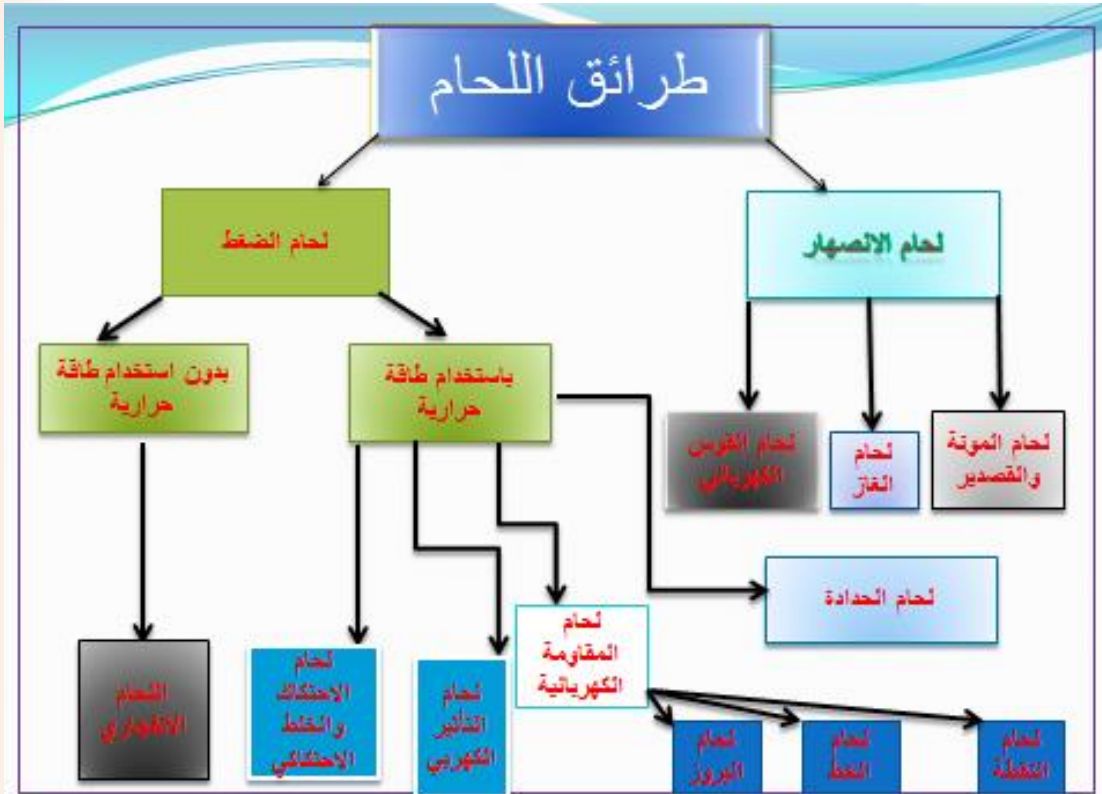 طرائق اللحام
لحام الانصهار
لحام الضغط
باستخدام طاقة
حرارية
بدون استخدام طاقة
حرارية
لحام المونة
والقصدير
لحام
الغاز
لحام القوس
الكهربائي
لحام الحدادة
لحام
المقاومة
الكهربائية
لحام
التأثير
الكهربي
لحام
الاحتكاك
والخلط
الاحتكاكي
اللحام
الانفجاري
لحام
النقطة
لحام
الخط
لحام
البروز